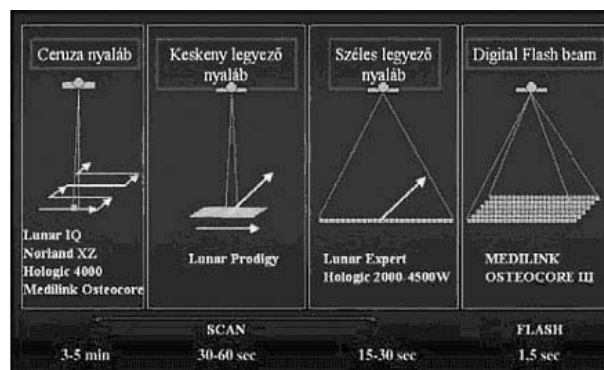 Ceruza nyaláb
Keskeny legyező
nyaláb
Széles legyező
nyaláb
Digital Flash beam
Lunar IQ
Norland XZ
Hologic 4000
Medilink Osteocore
Lunar Prodigy
Lunar Expert
Hologic 2000-4500W
MEDILINK
OSTEOCORE III
SCAN
FLASH
3-5 min
30-60 sec
15-30 sec
1.5 sec